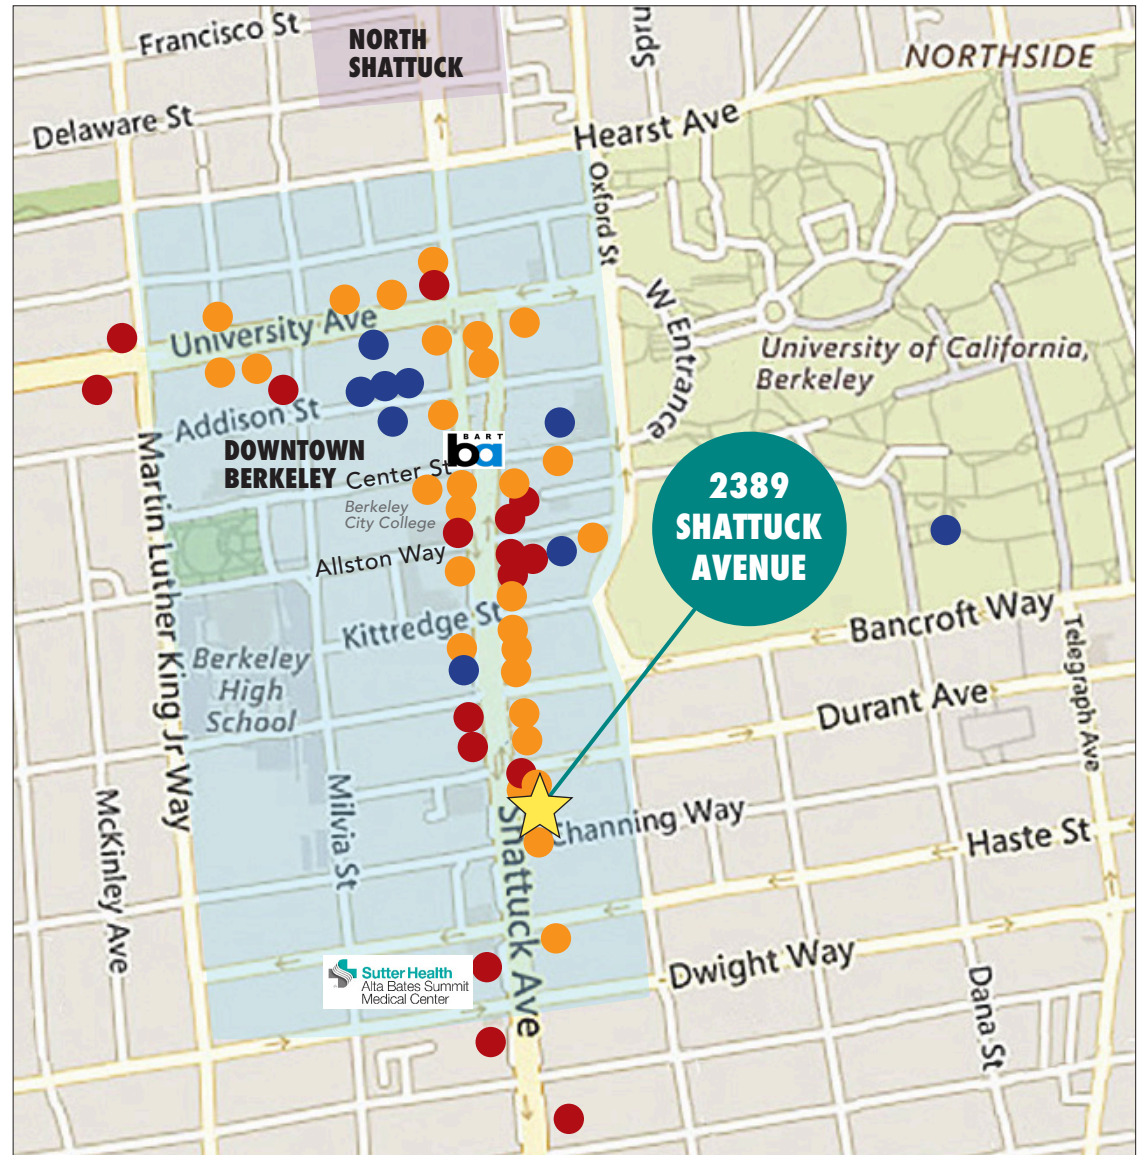 Francisco St
NORTH
SHATTUCK
NORTHSIDE
Delaware St
Hearst Ave
Oxford St
W Entrance
University Ave
University of California,
Berkeley
Addison St
DOWNTOWN
BERKELEY
BART
ba
Center St
Berkeley
City College
2389
SHATTUCK
AVENUE
Martin Luther King Jr Way
Allston Way
Kittredge St
Bancroft Way
Telegraph Ave
Berkeley
High
School
Durant Ave
McKinley Ave
Milvia St
Shattuck Ave
Channing Way
Haste St
Sutter Health
Alta Bates Summit
Medical Center
Dwight Way
Dana St